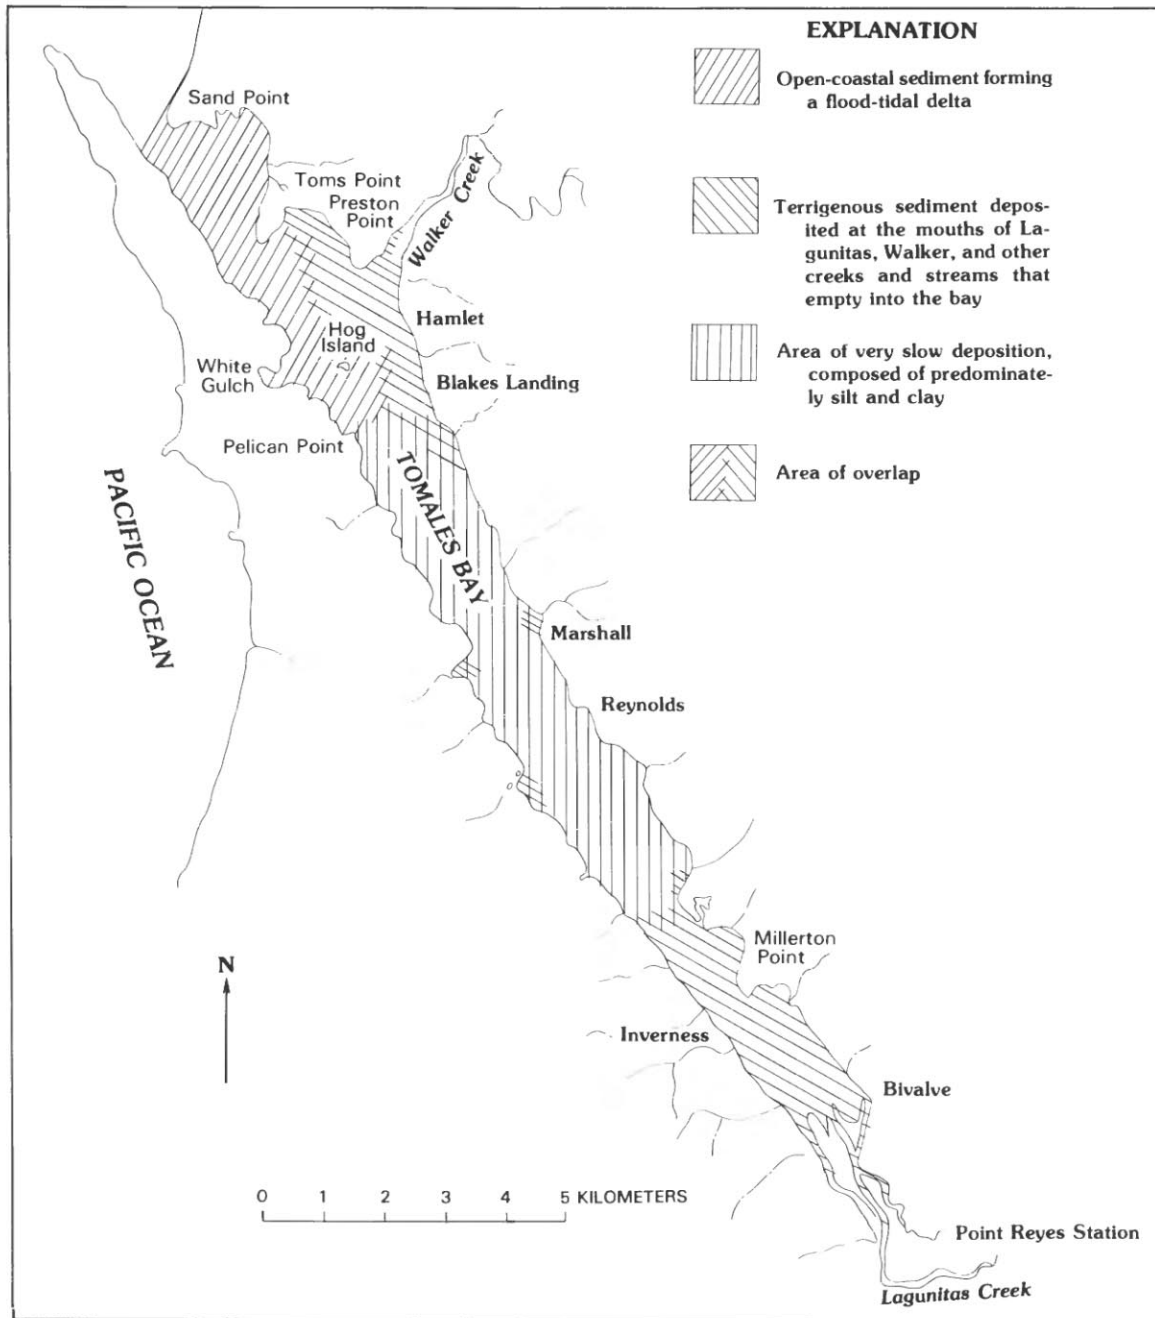 EXPLANATION
Open-coastal sediment forming
a flood-tidal delta
Terrigenous sediment depos-
ited at the mouths of La-
gunitas, Walker, and other
creeks and streams that
empty into the bay
Area of very slow deposition,
composed of predominate-
ly silt and clay
Area of overlap
Sand Point
Toms Point
Preston
Point
Walker Creek
Hamlet
Hog
Island
White
Gulch
Blakes Landing
Pelican Point
PACIFIC OCEAN
TOMALES BAY
Marshall
Reynolds
Millerton
Point
N
Inverness
Bivalve
0 1 2 3 4 5 KILOMETERS
Point Reyes Station
Lagunitas Creek